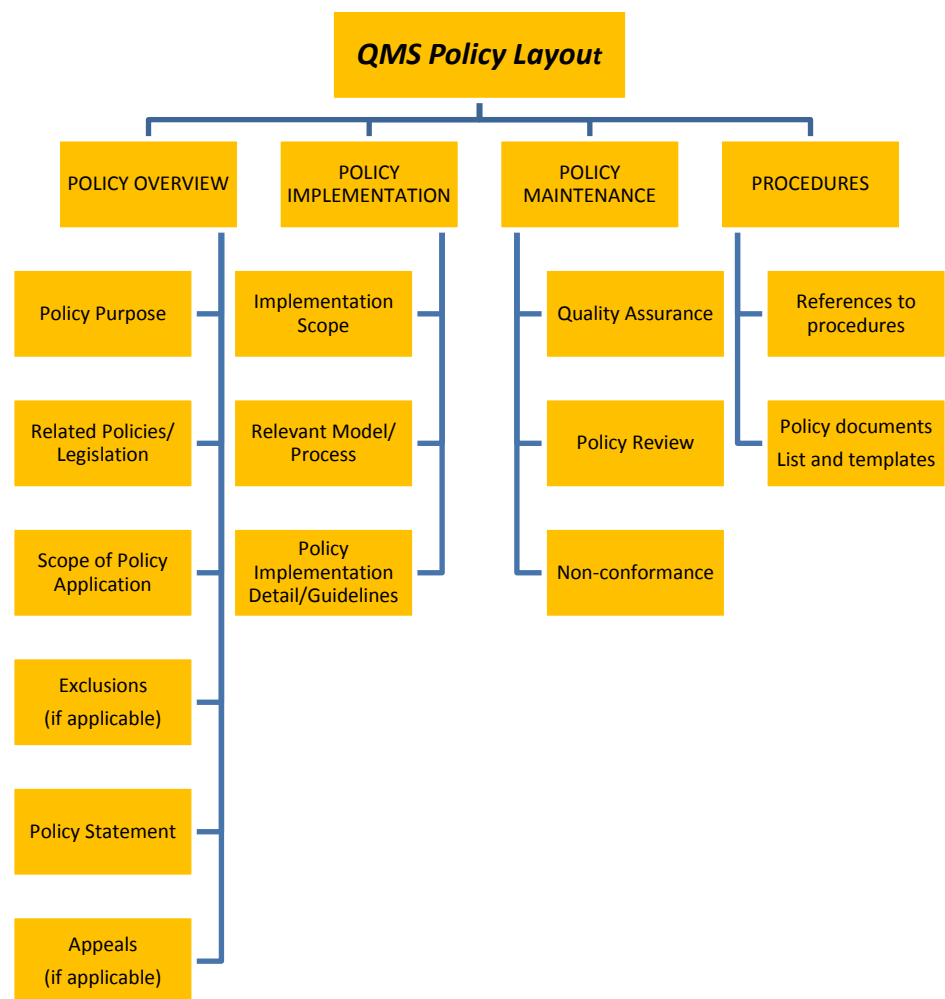 QMS Policy Layout
POLICY OVERVIEW
POLICY
IMPLEMENTATION
POLICY
MAINTENANCE
PROCEDURES
Policy Purpose
Related Policies/
Legislation
Scope of Policy
Application
Exclusions
(if applicable)
Policy Statement
Appeals
(if applicable)
Implementation
Scope
Relevant Model/
Process
Policy
Implementation
Detail/Guidelines
Quality Assurance
Policy Review
Non-conformance
References to
procedures
Policy documents
List and templates